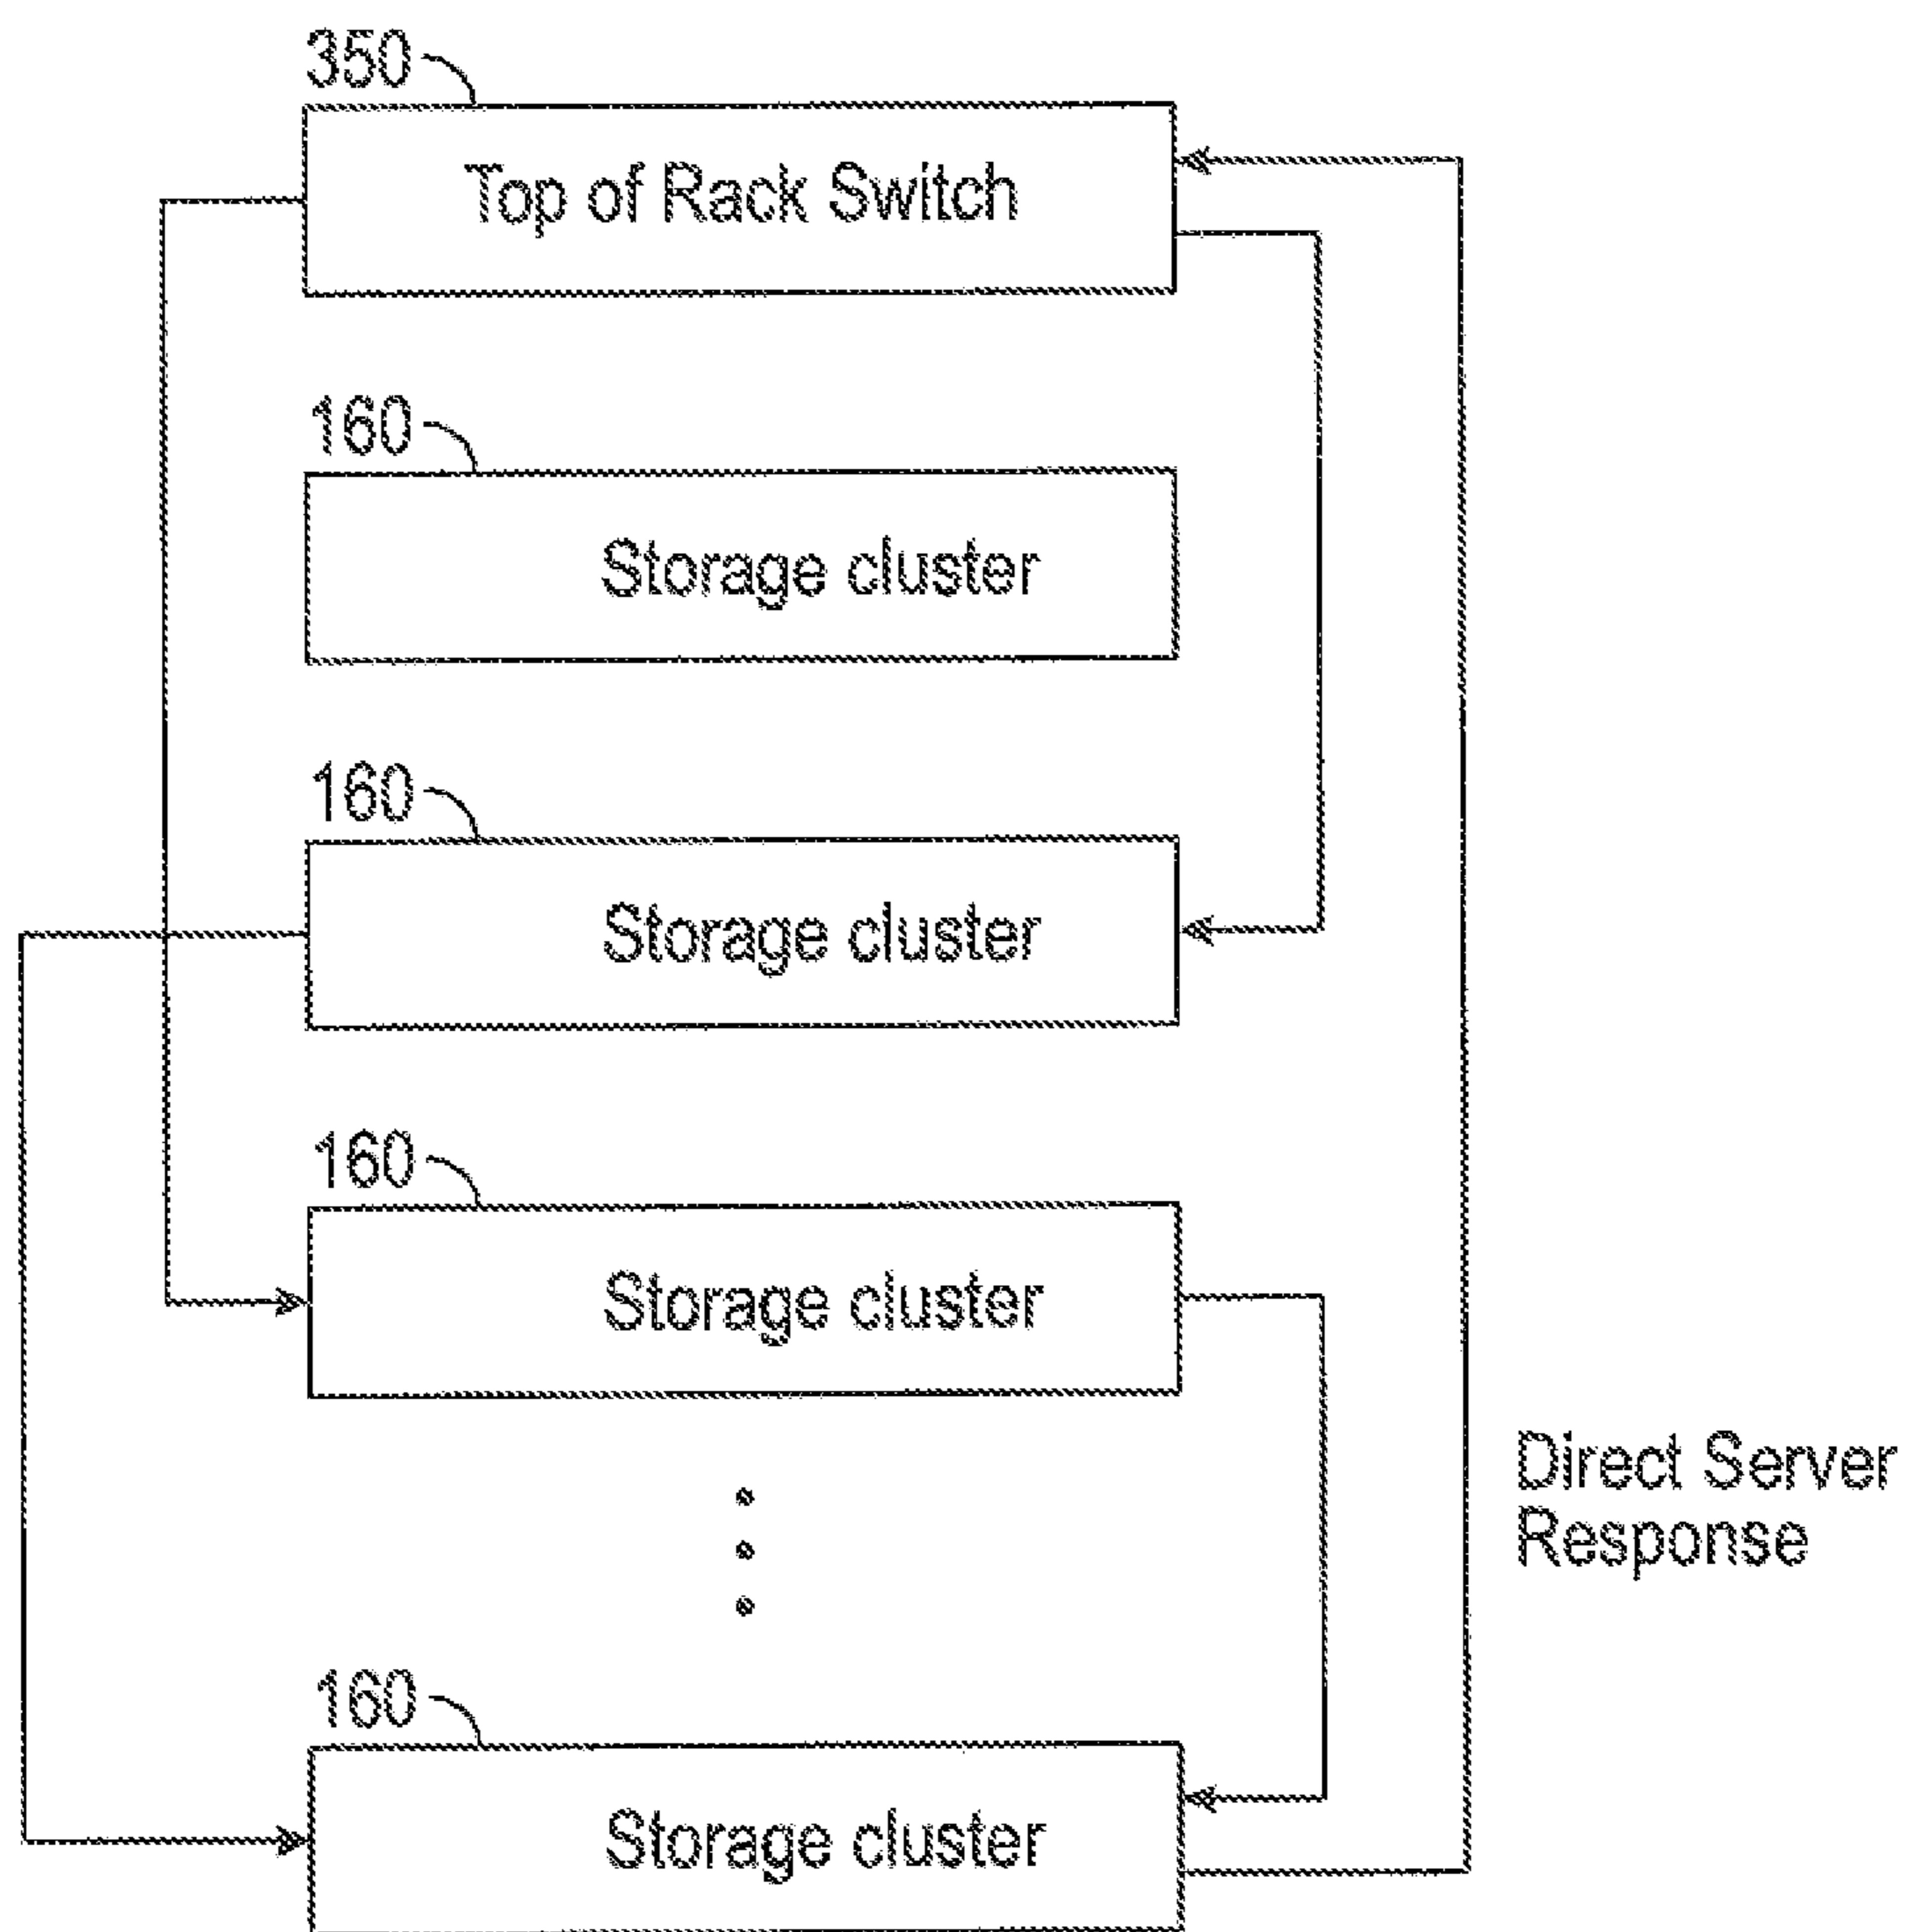 350
Top of Rack Switch
160
Storage cluster
160
Storage cluster
160
Storage cluster
Direct Server
Response
160
Storage cluster